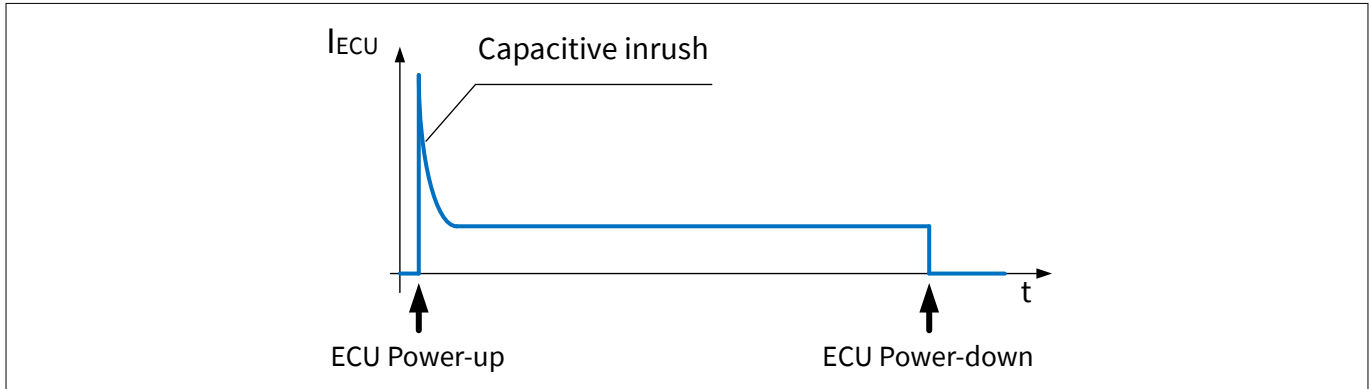 IECU
Capacitive inrush
t
ECU Power-up
ECU Power-down